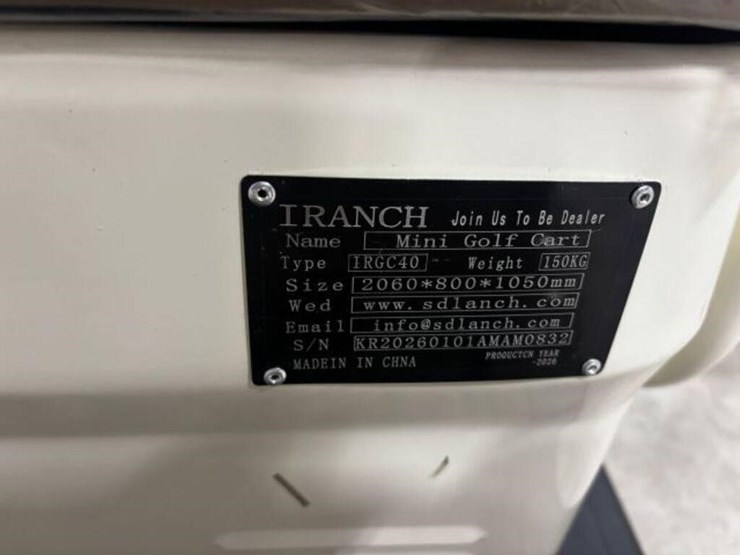 IRANCH Join Us To Be Dealer
Name Mini Golf Cart
Type IRGC40 Weight 150KG
Size 2060*800*1050mm
Wed www.sdlanch.com
Email info@sdlanch.com
S/N KR20260101AMAM0832
MADEIN IN CHNA PRODUCTCN YEAR
-2026